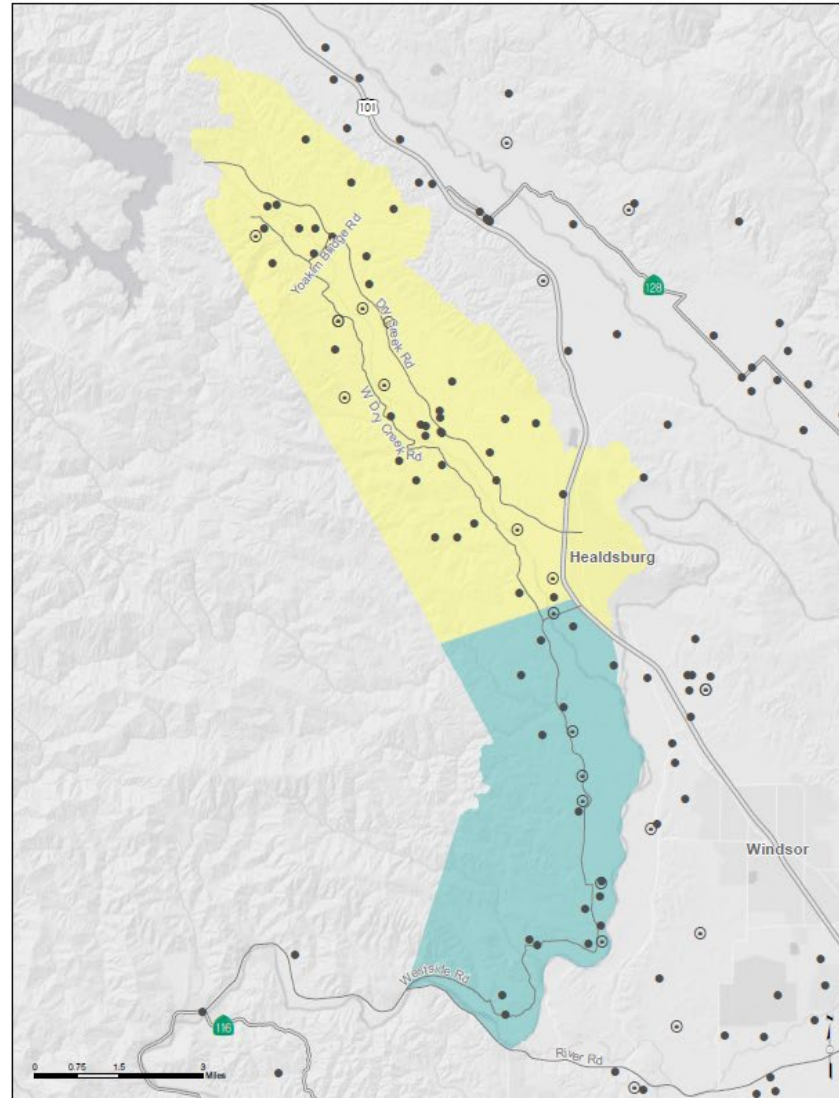 101
Yoakim Bridge Rd
128
Dry Creek Rd
W Dry Creek Rd
Healdsburg
Windsor
Westside Rd
116
River Rd
0 0.75 1.5 3
Miles